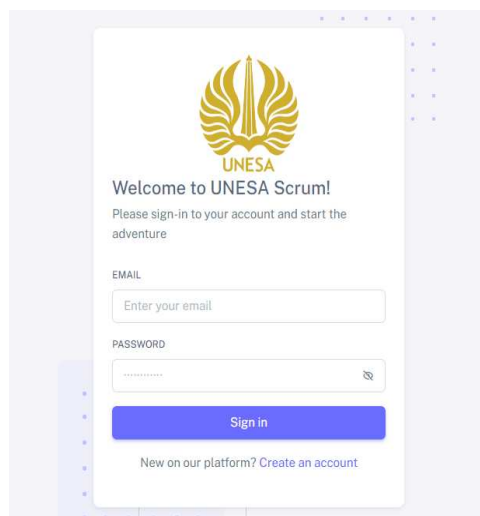 UNESA
Welcome to UNESA Scrum!
Please sign-in to your account and start the
adventure
EMAIL
Enter your email
PASSWORD
............
Sign in
New on our platform? Create an account